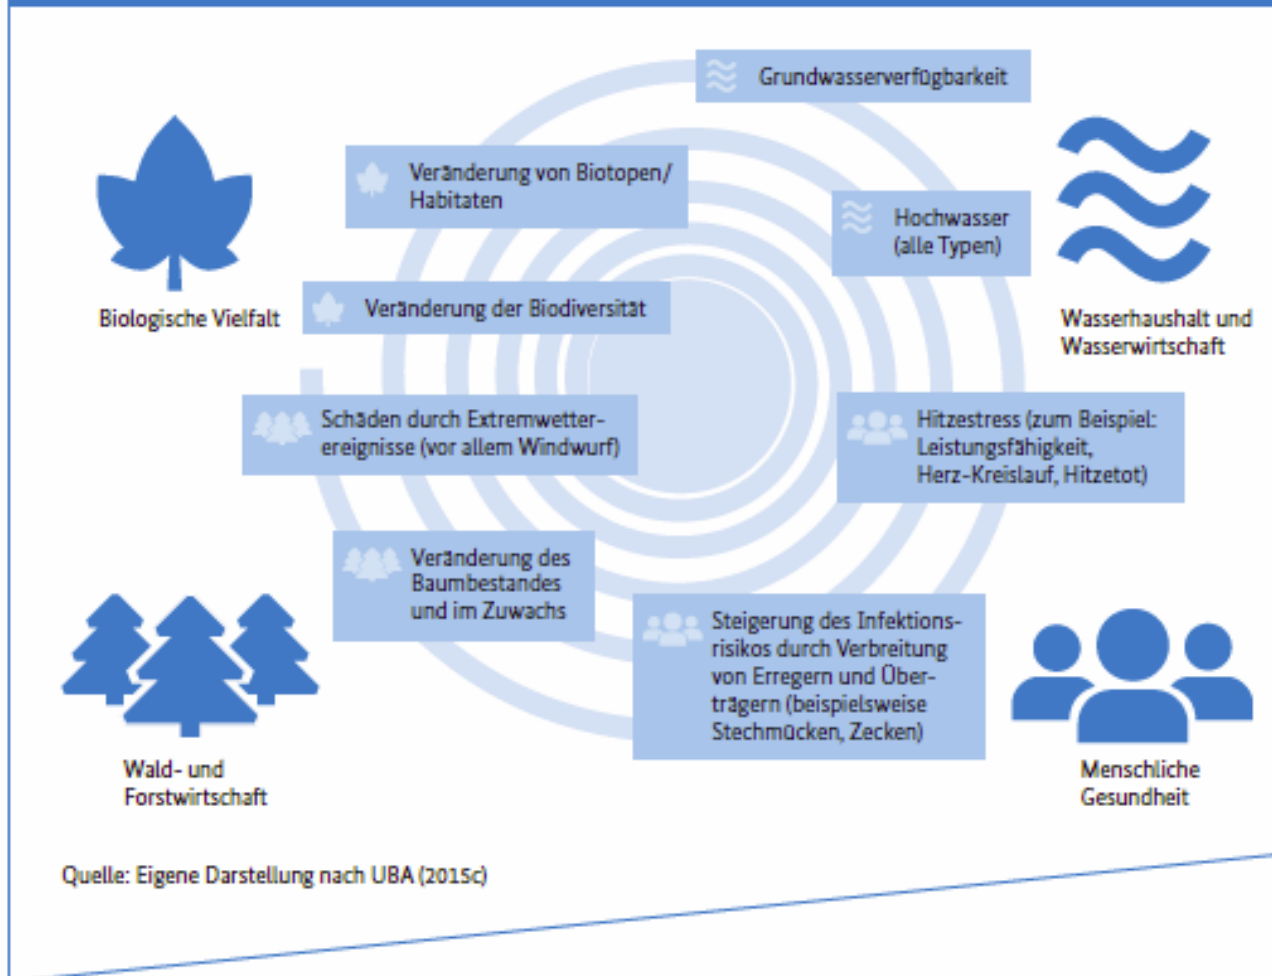 Grundwasserverfügbarkeit
Veränderung von Biotopen/
Habitaten
Hochwasser
(alle Typen)
Biologische Vielfalt
Veränderung der Biodiversität
Wasserhaushalt und
Wasserwirtschaft
Schäden durch Extremwetter-
ereignisse (vor allem Windwurf)
Hitzestress (zum Beispiel:
Leistungsfähigkeit,
Herz-Kreislauf, Hitzetot)
Veränderung des
Baumbestandes
und im Zuwachs
Steigerung des Infektions-
risikos durch Verbreitung
von Erregern und Über-
trägern (beispielsweise
Stechmücken, Zecken)
Wald- und
Forstwirtschaft
Menschliche
Gesundheit
Quelle: Eigene Darstellung nach UBA (2015c)